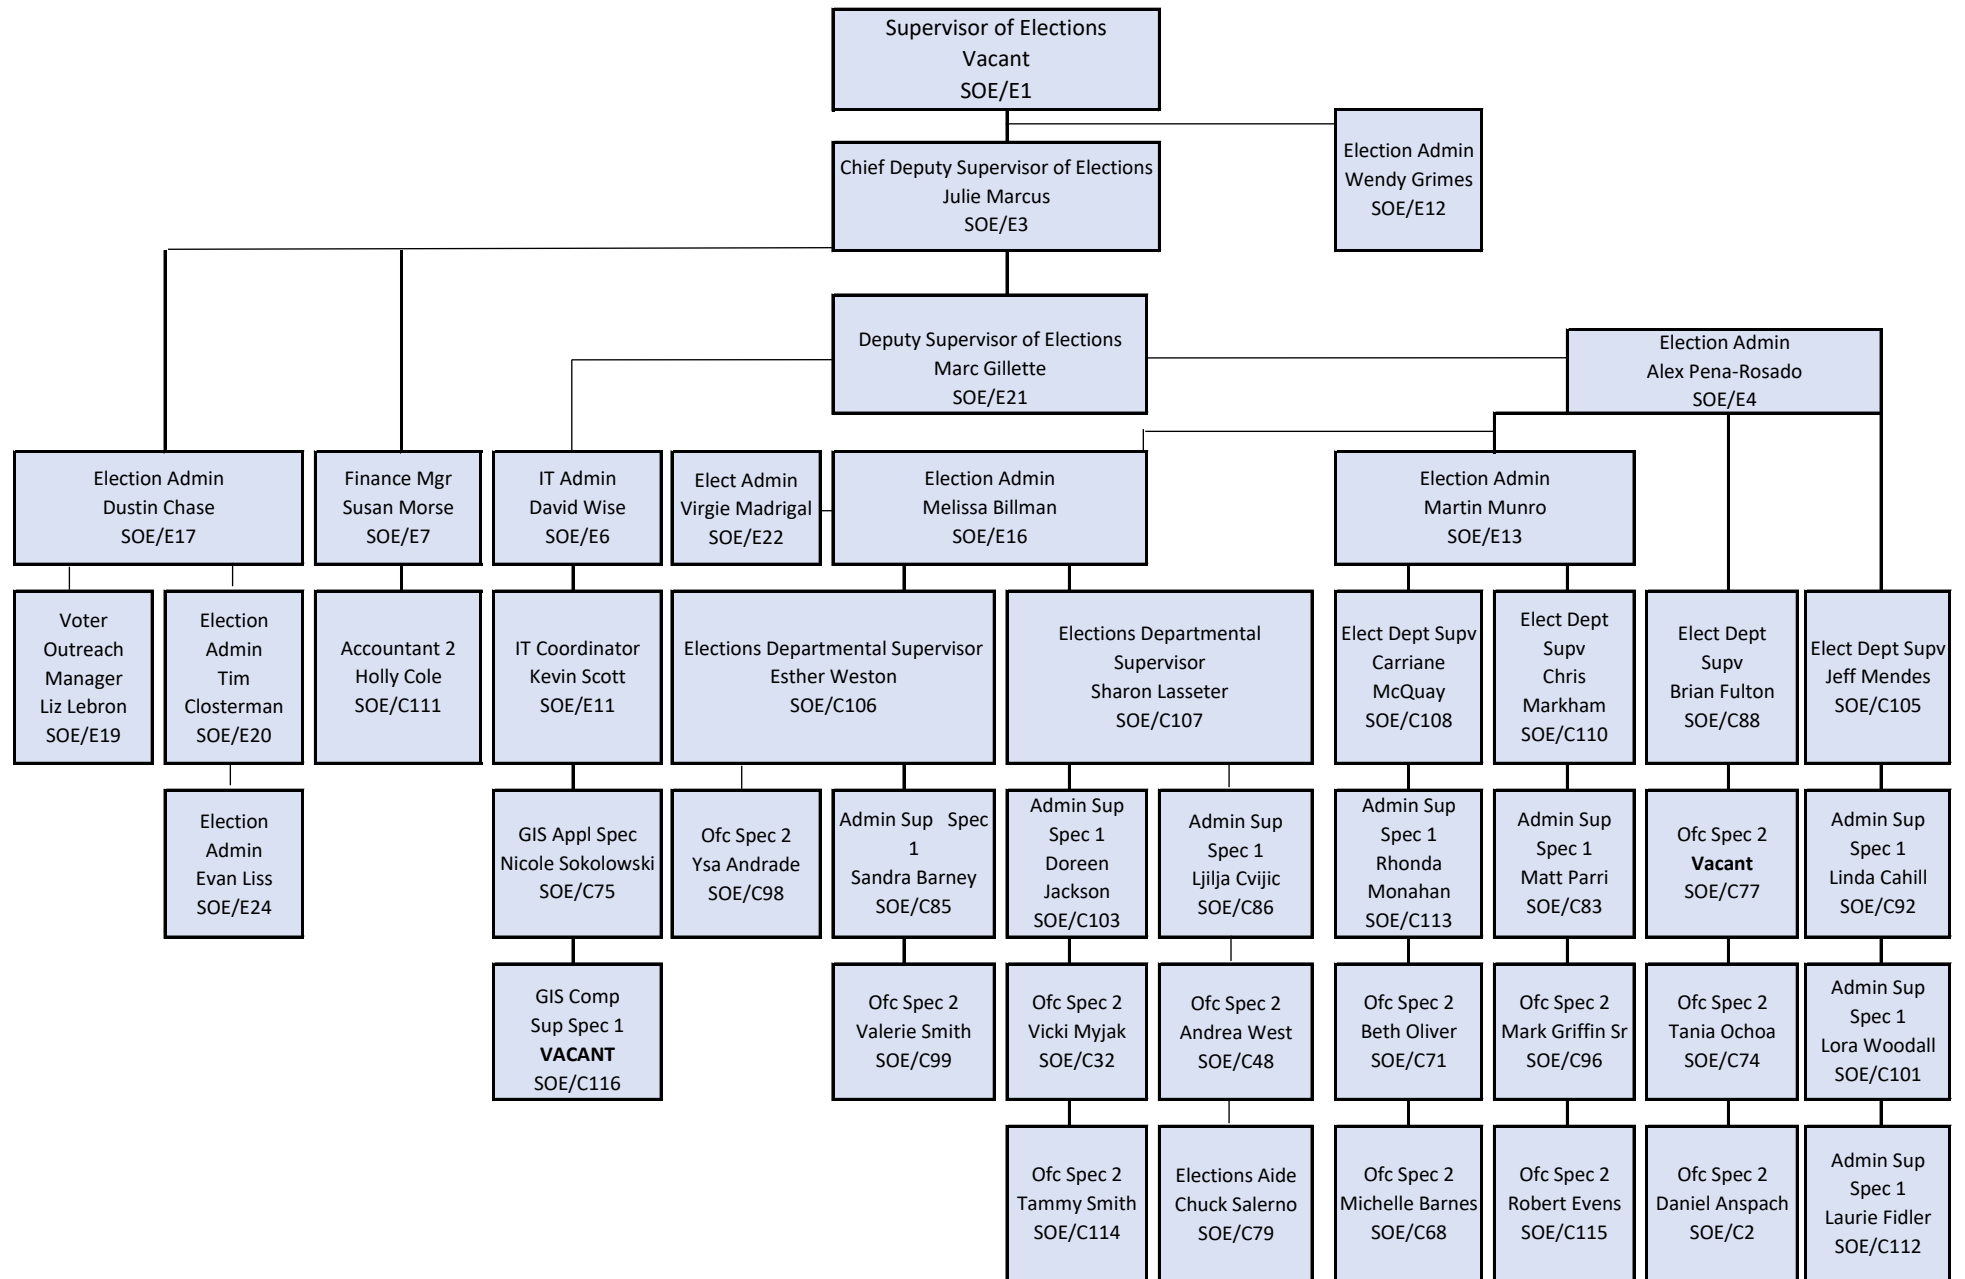 Supervisor of Elections
Vacant
SOE/E1
Election Admin
Wendy Grimes
SOE/E12
Chief Deputy Supervisor of Elections
Julie Marcus
SOE/E3
Deputy Supervisor of Elections
Marc Gillette
SOE/E21
Election Admin
Alex Pena-Rosado
SOE/E4
Election Admin
Dustin Chase
SOE/E17
Finance Mgr
Susan Morse
SOE/E7
IT Admin
David Wise
SOE/E6
Elect Admin
Virgie Madrigal
SOE/E22
Election Admin
Melissa Billman
SOE/E16
Election Admin
Martin Munro
SOE/E13
Voter
Outreach
Manager
Liz Lebron
SOE/E19
Election
Admin
Tim
Closterman
SOE/E20
Accountant 2
Holly Cole
SOE/C111
IT Coordinator
Kevin Scott
SOE/E11
Elections Departmental Supervisor
Esther Weston
SOE/C106
Elections Departmental
Supervisor
Sharon Lasseter
SOE/C107
Elect Dept Supv
Carriane
McQuay
SOE/C108
Elect Dept
Supv
Chris
Markham
SOE/C110
Elect Dept
Supv
Brian Fulton
SOE/C88
Elect Dept Supv
Jeff Mendes
SOE/C105
Election
Admin
Evan Liss
SOE/E24
GIS Appl Spec
Nicole Sokolowski
SOE/C75
Ofc Spec 2
Ysa Andrade
SOE/C98
Admin Sup Spec
1
Sandra Barney
SOE/C85
Admin Sup
Spec 1
Doreen
Jackson
SOE/C103
Admin Sup
Spec 1
Ljilja Cvijic
SOE/C86
Admin Sup
Spec 1
Rhonda
Monahan
SOE/C113
Admin Sup
Spec 1
Matt Parri
SOE/C83
Ofc Spec 2
Vacant
SOE/C77
Admin Sup
Spec 1
Linda Cahill
SOE/C92
GIS Comp
Sup Spec 1
VACANT
SOE/C116
Ofc Spec 2
Valerie Smith
SOE/C99
Ofc Spec 2
Vicki Myjak
SOE/C32
Ofc Spec 2
Andrea West
SOE/C48
Ofc Spec 2
Beth Oliver
SOE/C71
Ofc Spec 2
Mark Griffin Sr
SOE/C96
Ofc Spec 2
Tania Ochoa
SOE/C74
Admin Sup
Spec 1
Lora Woodall
SOE/C101
Ofc Spec 2
Tammy Smith
SOE/C114
Elections Aide
Chuck Salerno
SOE/C79
Ofc Spec 2
Michelle Barnes
SOE/C68
Ofc Spec 2
Robert Evens
SOE/C115
Ofc Spec 2
Daniel Anspach
SOE/C2
Admin Sup
Spec 1
Laurie Fidler
SOE/C112